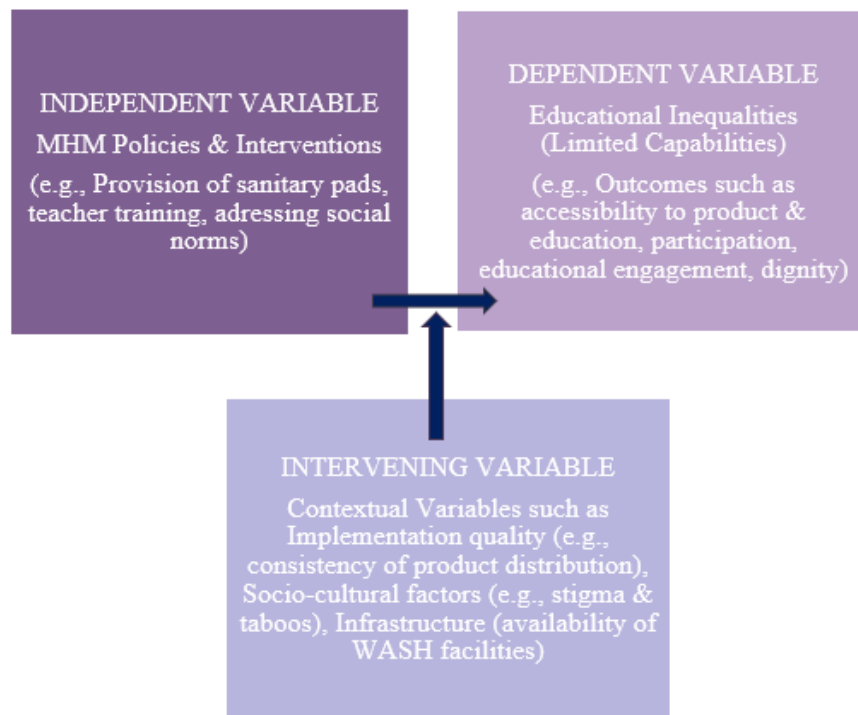 INDEPENDENT VARIABLE
MHM Policies & Interventions
(e.g., Provision of sanitary pads,
teacher training, adressing social
norms)
DEPENDENT VARIABLE
Educational Inequalities
(Limited Capabilities)
(e.g., Outcomes such as
accessibility to product &
education, participation,
educational engagement, dignity)
INTERVENING VARIABLE
Contextual Variables such as
Implementation quality (e.g.,
consistency of product distribution),
Socio-cultural factors (e.g., stigma &
taboos), Infrastructure (availability of
WASH facilities)